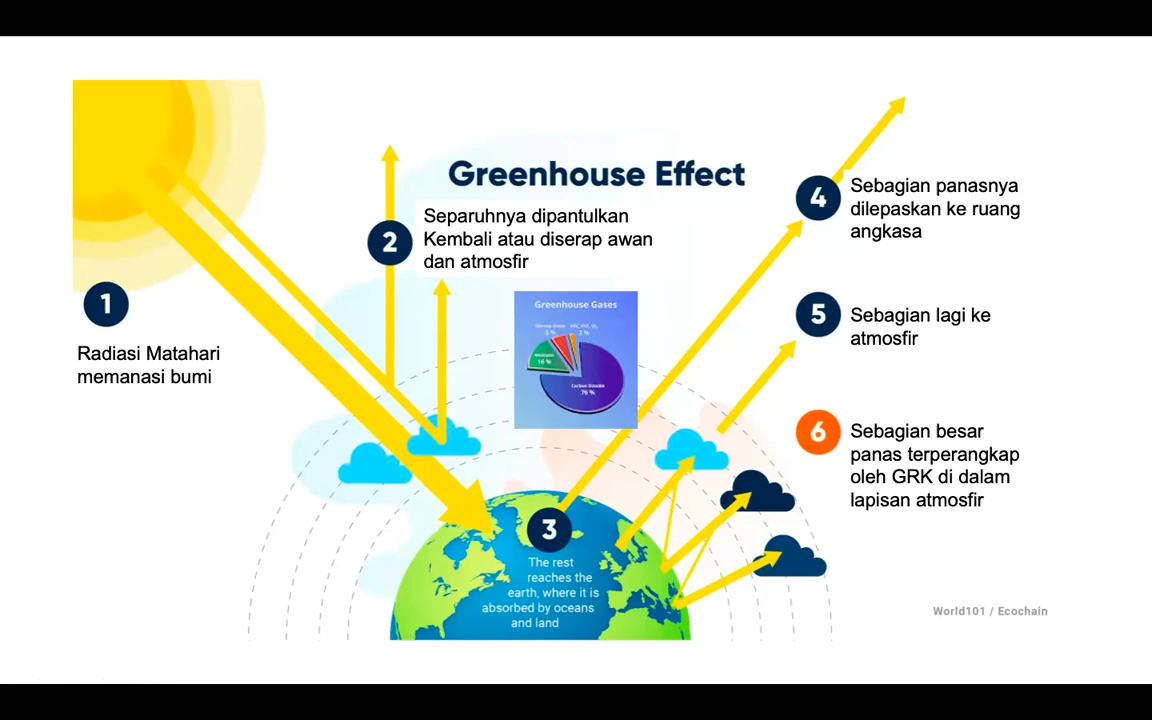 Greenhouse Effect
1
Radiasi Matahari
memanasi bumi
2
Separuhnya dipantulkan
Kembali atau diserap awan
dan atmosfir
Greenhouse Gases
16 %
Carbon Dioxide
76 %
3
The rest
reaches the
earth, where it is
absorbed by oceans
and land
4
Sebagian panasnya
dilepaskan ke ruang
angkasa
5
Sebagian lagi ke
atmosfir
6
Sebagian besar
panas terperangkap
oleh GRK di dalam
lapisan atmosfir
World101 / Ecochain